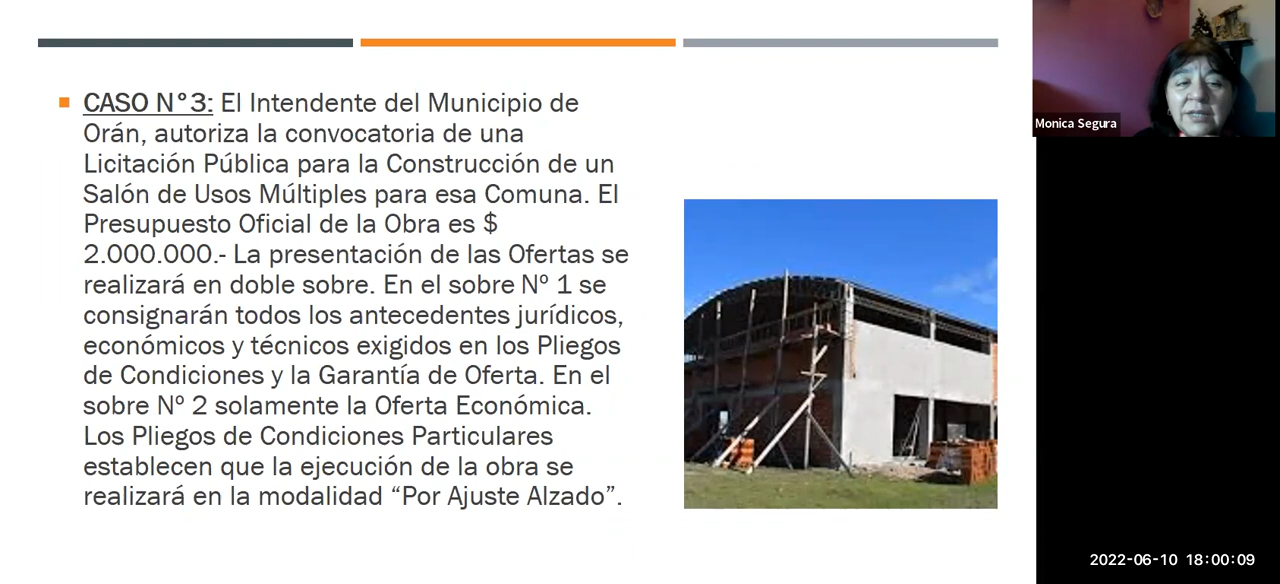 CASO N°3: El Intendente del Municipio de
Orán, autoriza la convocatoria de una
Licitación Pública para la Construcción de un
Salón de Usos Múltiples para esa Comuna. El
Presupuesto Oficial de la Obra es $
2.000.000.- La presentación de las Ofertas se
realizará en doble sobre. En el sobre Nº 1 se
consignarán todos los antecedentes jurídicos,
económicos y técnicos exigidos en los Pliegos
de Condiciones y la Garantía de Oferta. En el
sobre Nº 2 solamente la Oferta Económica.
Los Pliegos de Condiciones Particulares
establecen que la ejecución de la obra se
realizará en la modalidad “Por Ajuste Alzado”.
Monica Segura
2022-06-10 18:00:09